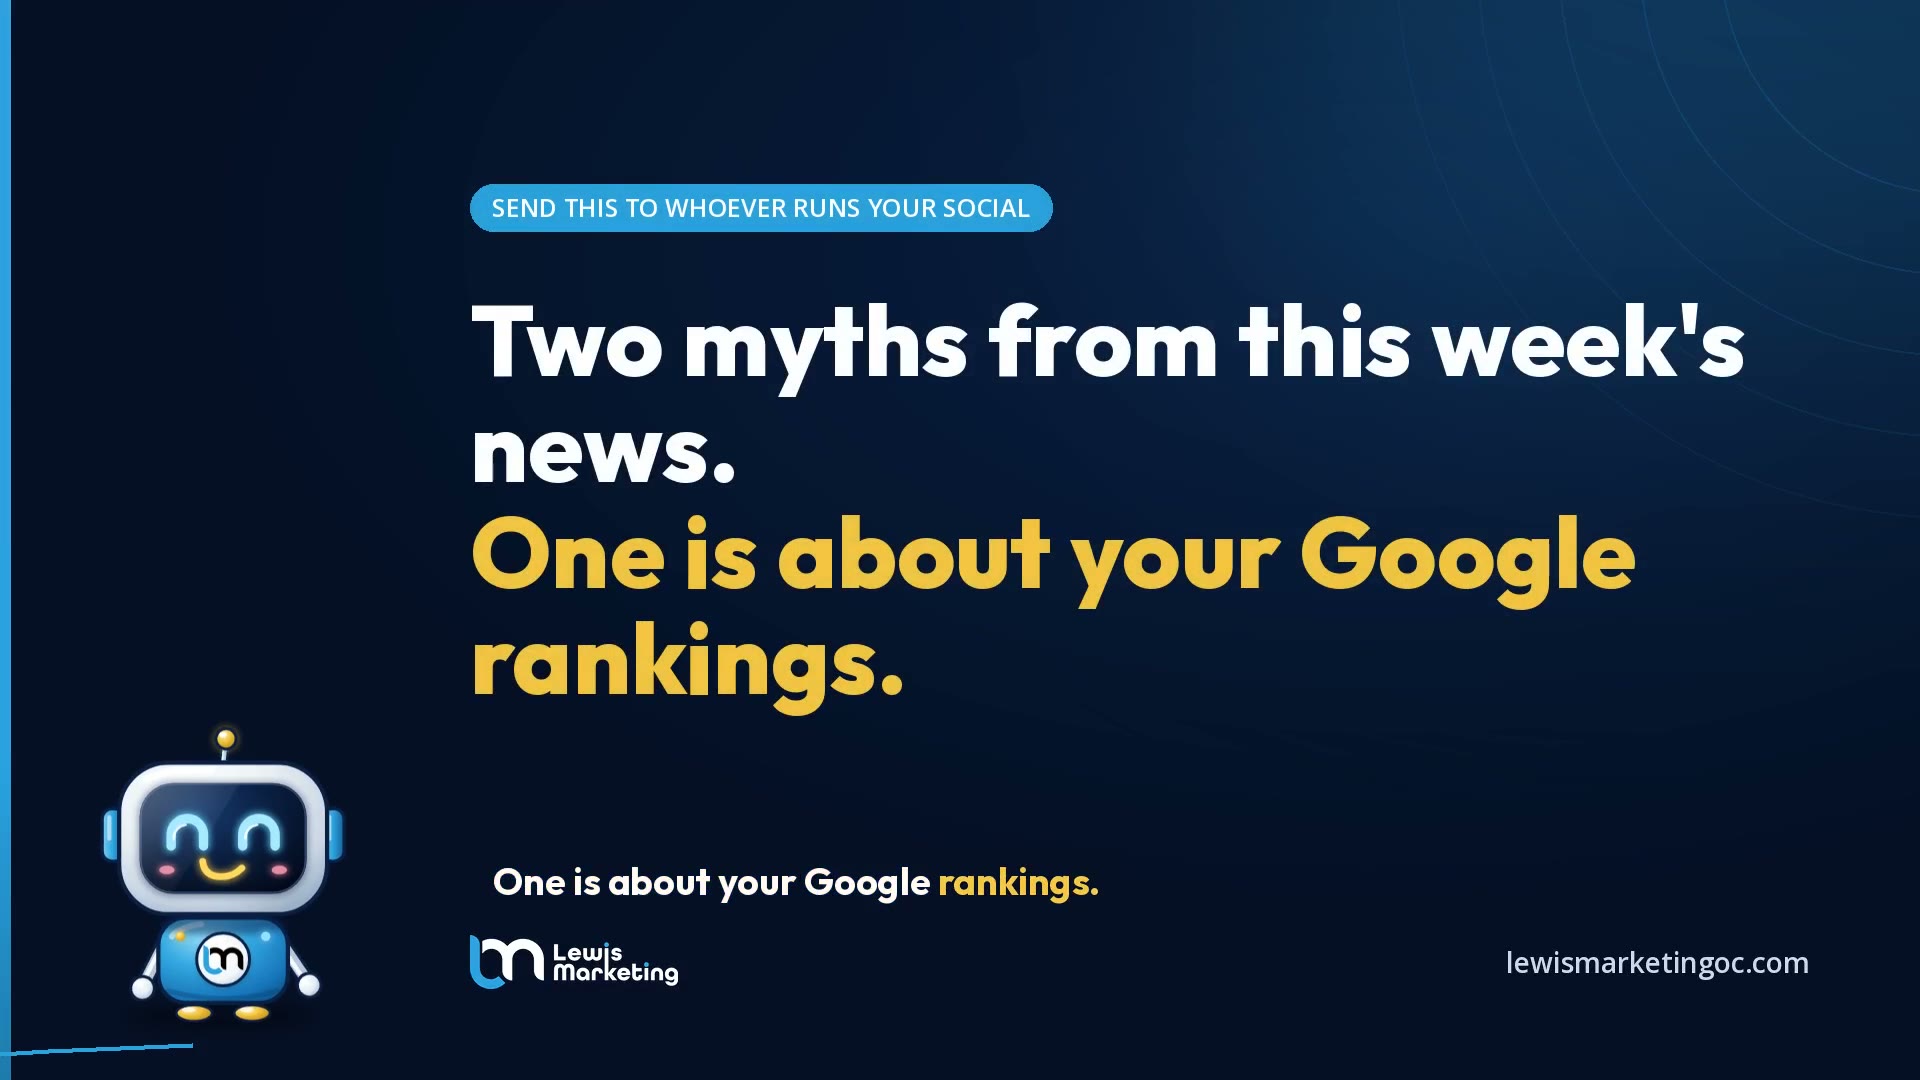 SEND THIS TO WHOEVER RUNS YOUR SOCIAL
Two myths from this week's
news.
One is about your Google
rankings.
One is about your Google rankings.
Lewis
Marketing
lewismarketingoc.com